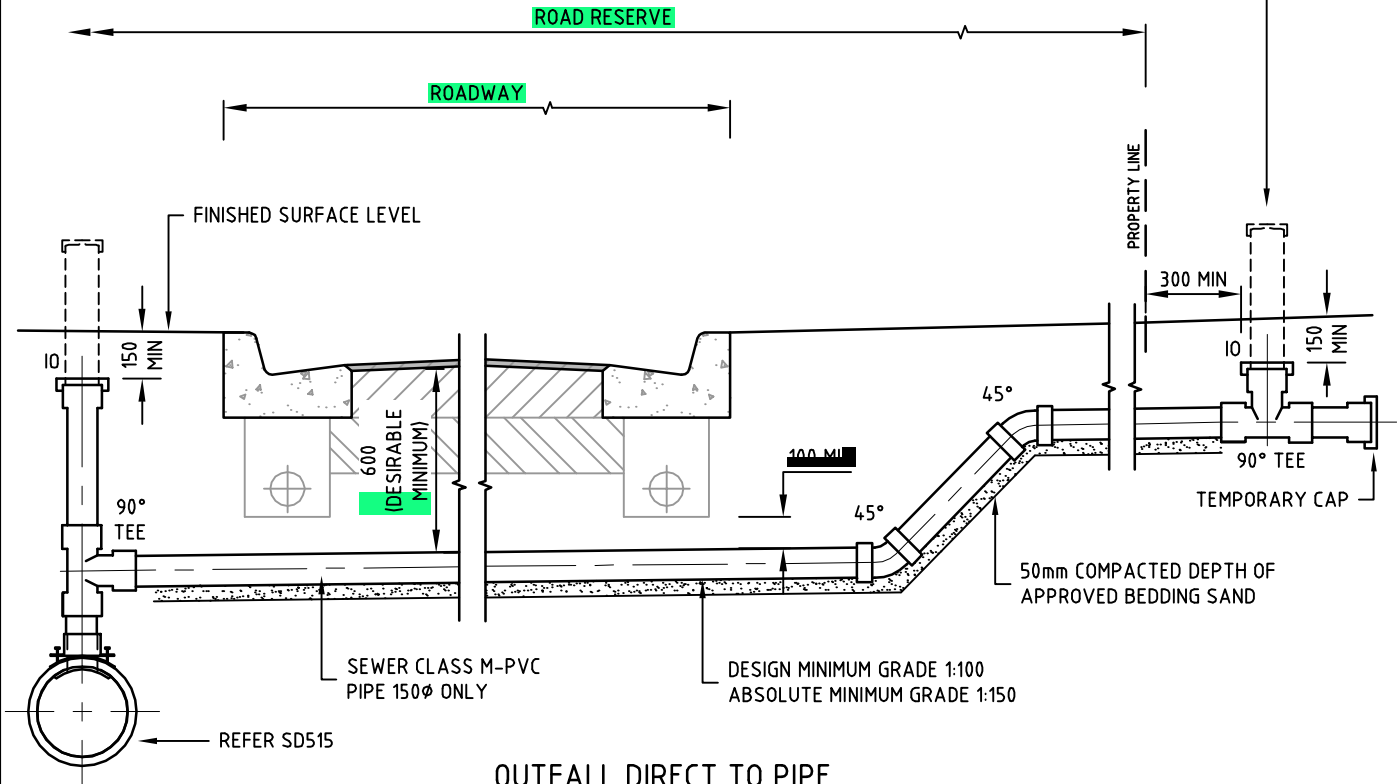 ROAD RESERVE
ROADWAY
PROPERTY LINE
FINISHED SURFACE LEVEL
300 MIN
IO
150
MIN
IO
150
MIN
45°
600
(DESIRABLE
MINIMUM)
90° TEE
TEMPORARY CAP
90°
TEE
45°
50mm COMPACTED DEPTH OF
APPROVED BEDDING SAND
SEWER CLASS M-PVC
PIPE 150Ø ONLY
DESIGN MINIMUM GRADE 1:100
ABSOLUTE MINIMUM GRADE 1:150
REFER SD515
OUTFALL DIRECT TO PIPE